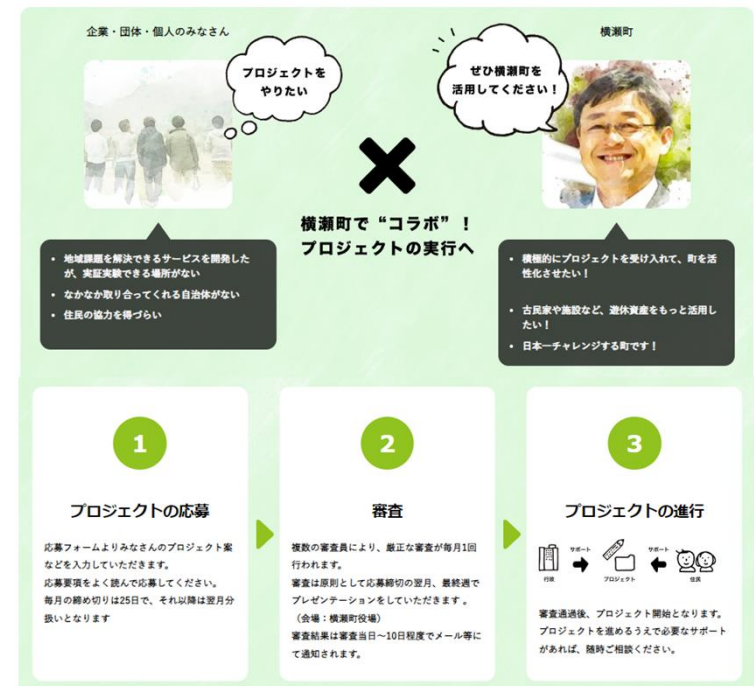 企業・団体・個人のみなさん
プロジェクトを
やりたい
横瀬町
ぜひ横瀬町を
活用してください！
横瀬町で“コラボ”！
プロジェクトの実行へ
• 地域課題を解決できるサービスを開発した
が、実証実験できる場所がない
• なかなか取り合ってくれる自治体がない
• 住民の協力を得づらい
• 積極的にプロジェクトを受け入れて、町を活
性化させたい！
• 古民家や施設など、遊休資産をもっと活用し
たい！
• 日本一チャレンジする町です！
1
プロジェクトの応募
応募フォームよりみなさんのプロジェクト案
などを入力していただきます。
応募要項をよく読んで応募してください。
毎月の締め切りは25日で、それ以降は翌月分
扱いとなります
2
審査
複数の審査員により、厳正な審査が毎月1回
行われます。
審査は原則として応募締切の翌月、最終週で
プレゼンテーションをしていただきます 。
（会場：横瀬町役場）
審査結果は審査当日～10日程度でメール等に
て通知されます。
3
プロジェクトの進行
サポート
サポート
行政
プロジェクト
住民
審査通過後、プロジェクト開始となります。
プロジェクトを進めるうえで必要なサポート
があれば、随時ご相談ください。